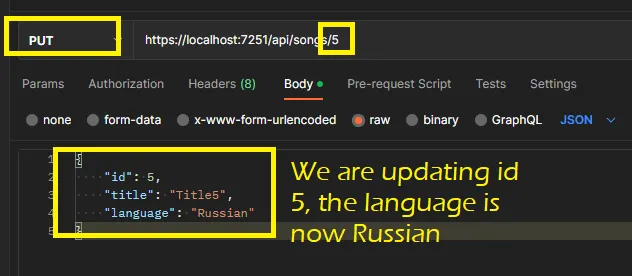 PUT https://localhost:7251/api/songs/5
Params Authorization Headers (8) Body Pre-request Script Tests Settings
none form-data x-www-form-urlencoded raw binary GraphQL JSON
1 {
2 "id": 5,
3 "title": "Title5",
4 "language": "Russian"
5 }
We are updating id
5, the language is
now Russian